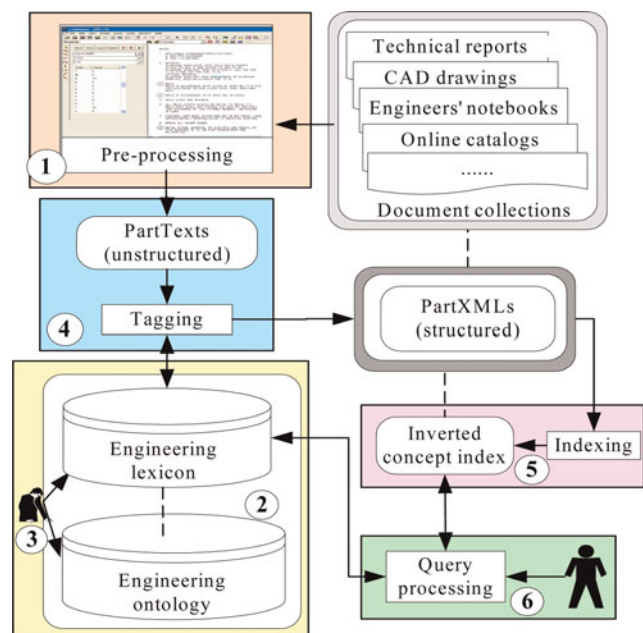 Technical reports
CAD drawings
Engineers' notebooks
Online catalogs
......
Document collections
Pre-processing
1
PartTexts
(unstructured)
Tagging
4
PartXMLs
(structured)
Engineering
lexicon
2
3
Engineering
ontology
Inverted
concept index
Indexing
5
Query
processing
6